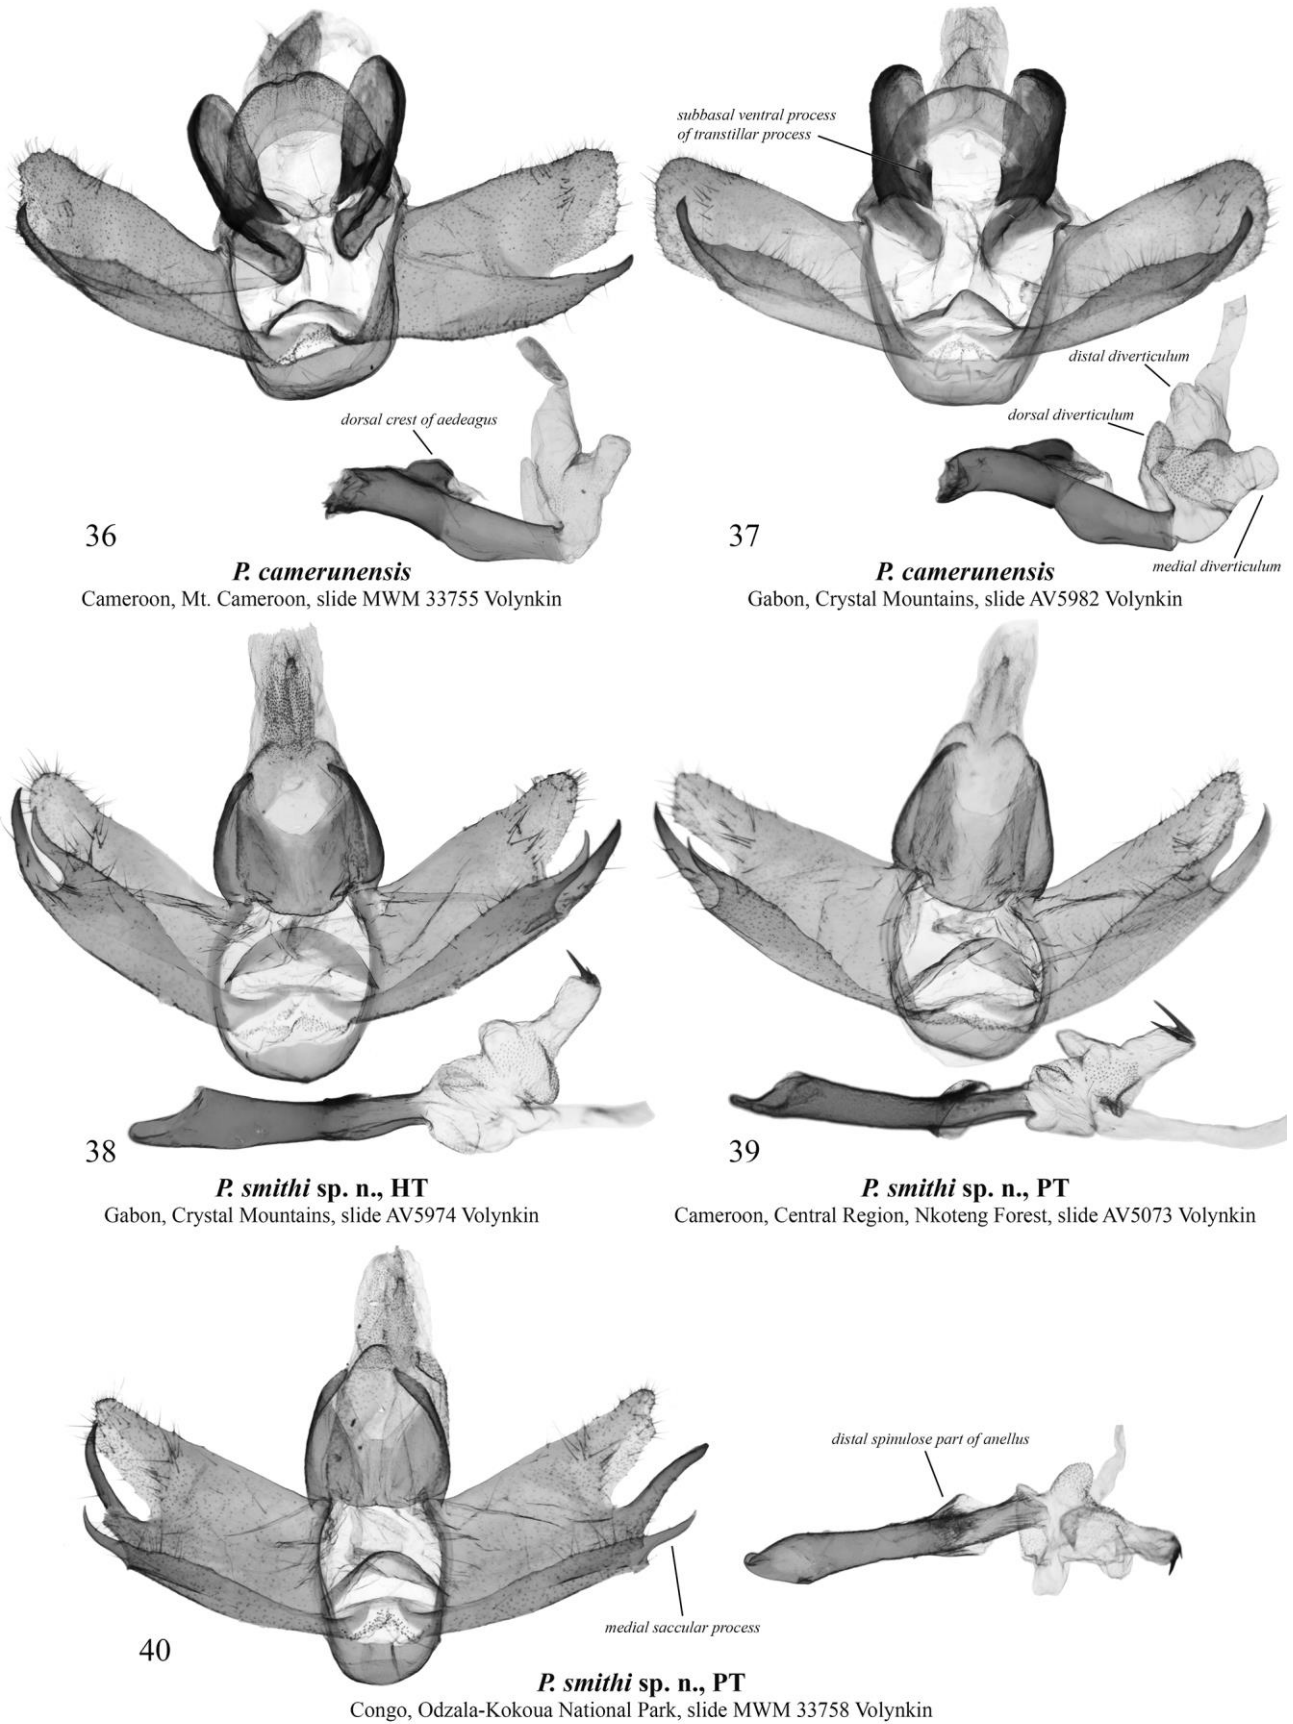 subbasal ventral process
of transtillar process
distal diverticulum
dorsal diverticulum
dorsal crest of aedeagus
medial diverticulum
36
37
P. camerunensis
Cameroon, Mt. Cameroon, slide MWM 33755 Volynkin
P. camerunensis
Gabon, Crystal Mountains, slide AV5982 Volynkin
38
39
P. smithi sp. n., HT
Gabon, Crystal Mountains, slide AV5974 Volynkin
P. smithi sp. n., PT
Cameroon, Central Region, Nkoteng Forest, slide AV5073 Volynkin
distal spinulose part of anellus
medial saccular process
40
P. smithi sp. n., PT
Congo, Odzala-Kokoua National Park, slide MWM 33758 Volynkin